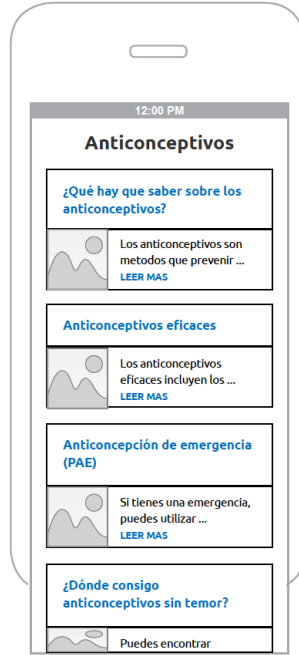 12:00 PM
Anticonceptivos
¿Qué hay que saber sobre los
anticonceptivos?
Los anticonceptivos son
metodos que prevenir ...
LEER MAS
Anticonceptivos eficaces
Los anticonceptivos
eficaces incluyen los ...
LEER MAS
Anticoncepción de emergencia
(PAE)
Si tienes una emergencia,
puedes utilizar ...
LEER MAS
¿Dónde consigo
anticonceptivos sin temor?
Puedes encontrar